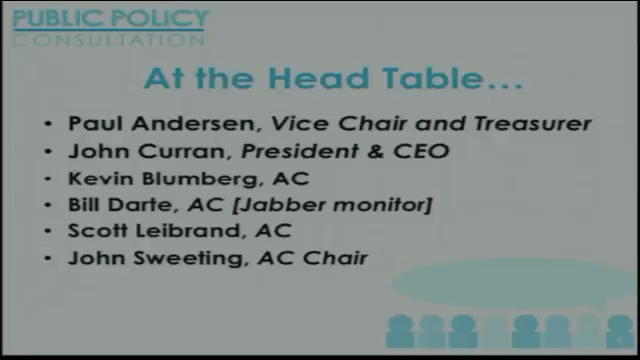 PUBLIC POLICY
CONSULTATION
At the Head Table...
• Paul Andersen, Vice Chair and Treasurer
• John Curran, President & CEO
• Kevin Blumberg, AC
• Bill Darte, AC [Jabber monitor]
• Scott Leibrand, AC
• John Sweeting, AC Chair